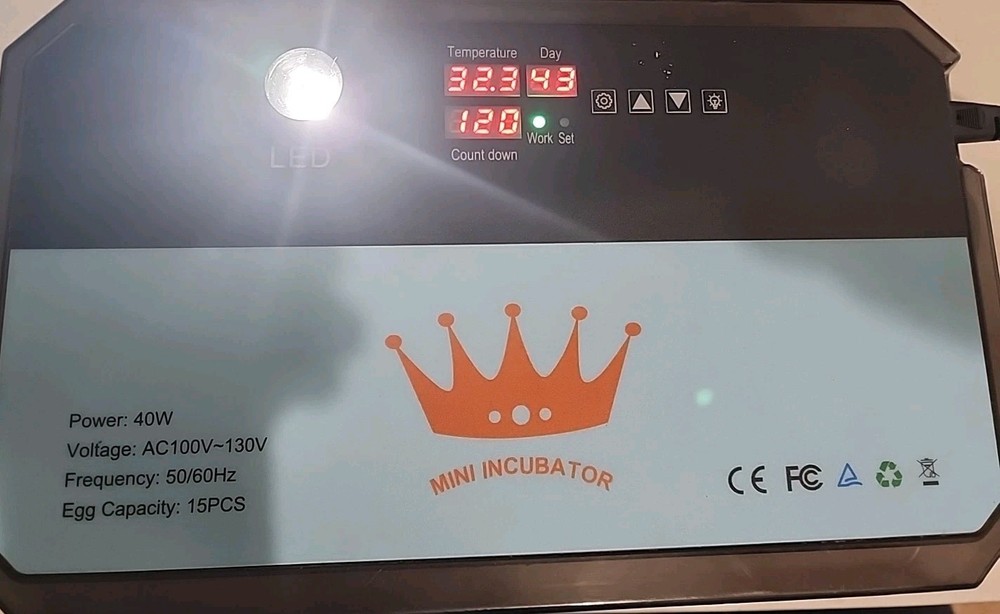 Temperature Day
32.3 43
120
Work Set
Count down
LED
MINI INCUBATOR
Power: 40W
Voltage: AC100V~130V
Frequency: 50/60Hz
Egg Capacity: 15PCS
CE FC